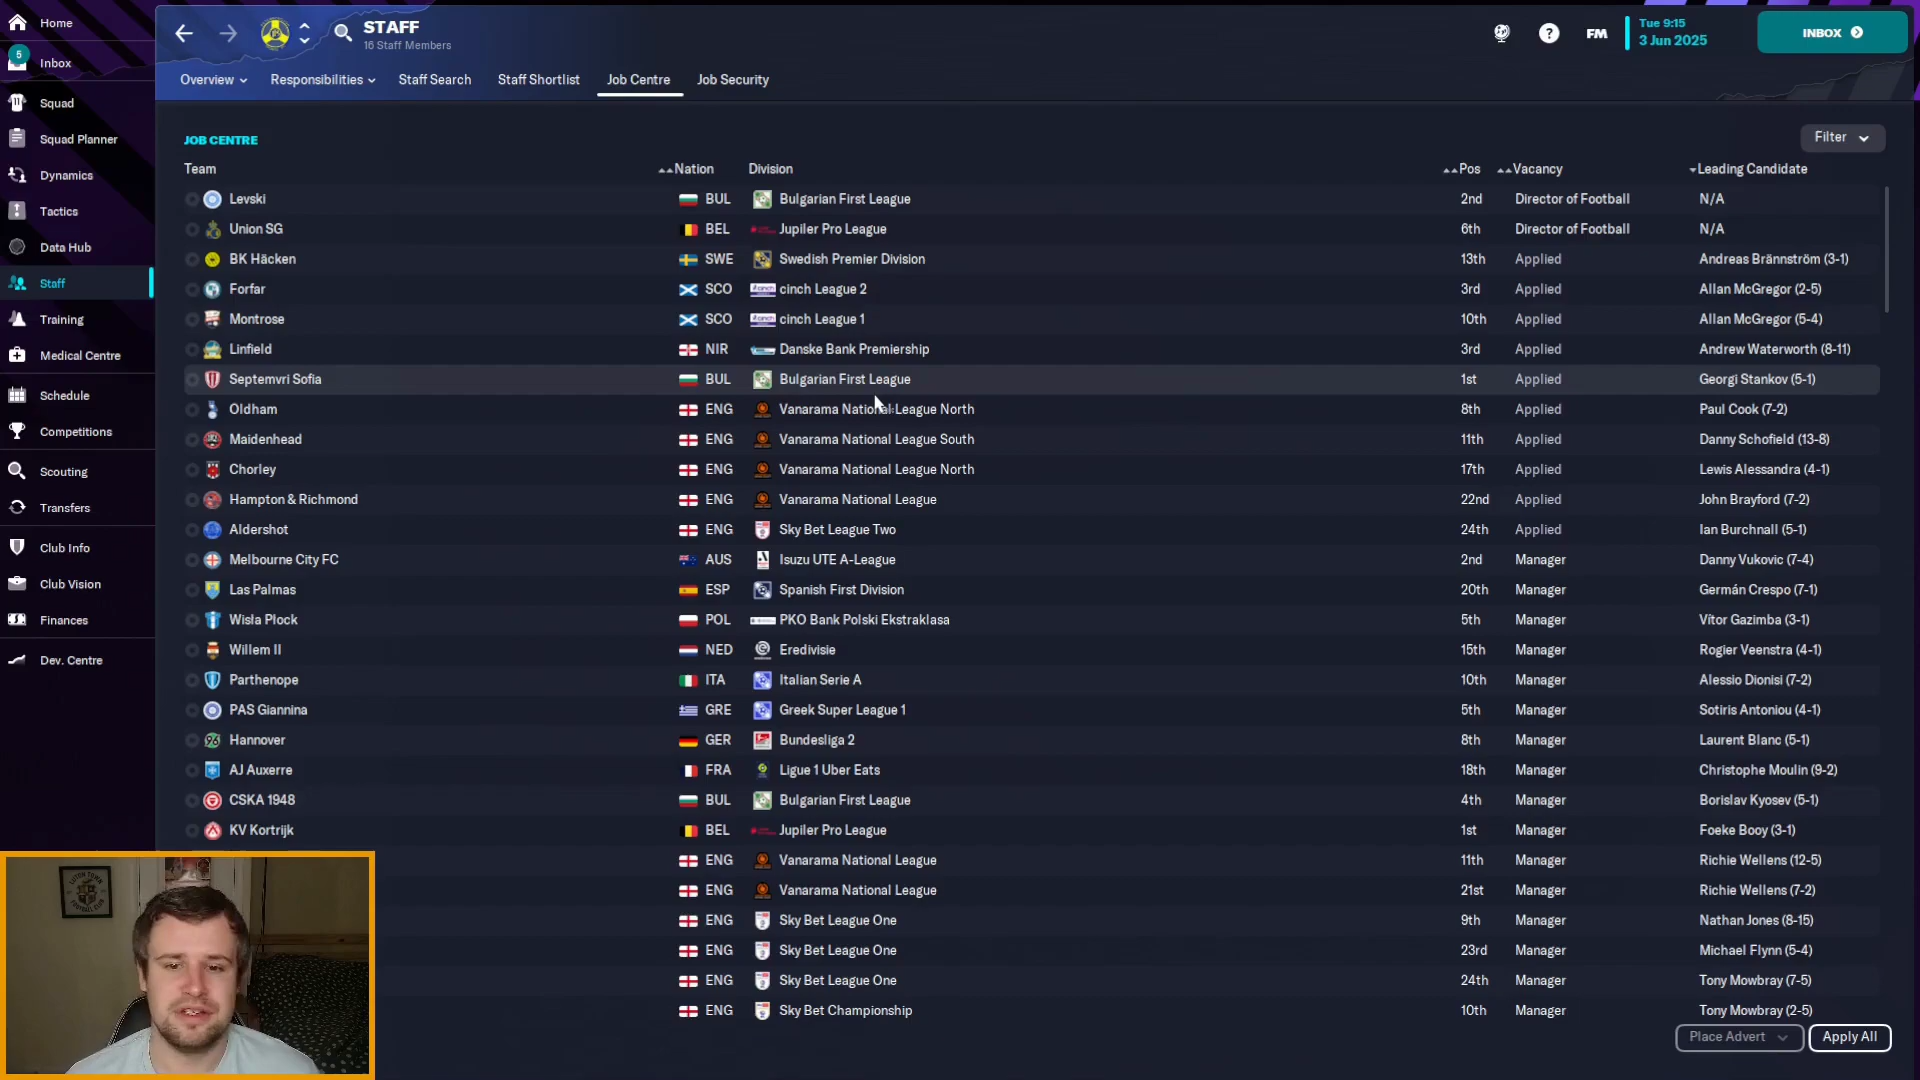 Home
5
Inbox
Squad
Squad Planner
Dynamics
Tactics
Data Hub
Staff
Training
Medical Centre
Schedule
Competitions
Scouting
Transfers
Club Info
Club Vision
Finances
Dev. Centre
STAFF
16 Staff Members
?
FM
Tue 9:15
3 Jun 2025
INBOX
Overview Responsibilities Staff Search Staff Shortlist Job Centre Job Security
JOB CENTRE
Filter
Team Nation Division Pos Vacancy Leading Candidate
Levski BUL Bulgarian First League 2nd Director of Football N/A
Union SG BEL Jupiler Pro League 6th Director of Football N/A
BK Häcken SWE Swedish Premier Division 13th Applied Andreas Brännström (3-1)
Forfar SCO cinch League 2 3rd Applied Allan McGregor (2-5)
Montrose SCO cinch League 1 10th Applied Allan McGregor (5-4)
Linfield NIR Danske Bank Premiership 3rd Applied Andrew Waterworth (8-11)
Septemvri Sofia BUL Bulgarian First League 1st Applied Georgi Stankov (5-1)
Oldham ENG Vanarama National League North 8th Applied Paul Cook (7-2)
Maidenhead ENG Vanarama National League South 11th Applied Danny Schofield (13-8)
Chorley ENG Vanarama National League North 17th Applied Lewis Alessandra (4-1)
Hampton & Richmond ENG Vanarama National League 22nd Applied John Brayford (7-2)
Aldershot ENG Sky Bet League Two 24th Applied Ian Burchnall (5-1)
Melbourne City FC AUS Isuzu UTE A-League 2nd Manager Danny Vukovic (7-4)
Las Palmas ESP Spanish First Division 20th Manager Germán Crespo (7-1)
Wisla Plock POL PKO Bank Polski Ekstraklasa 5th Manager Vítor Gazimba (3-1)
Willem II NED Eredivisie 15th Manager Rogier Veenstra (4-1)
Parthenope ITA Italian Serie A 10th Manager Alessio Dionisi (7-2)
PAS Giannina GRE Greek Super League 1 5th Manager Sotiris Antoniou (4-1)
Hannover GER Bundesliga 2 8th Manager Laurent Blanc (5-1)
AJ Auxerre FRA Ligue 1 Uber Eats 18th Manager Christophe Moulin (9-2)
CSKA 1948 BUL Bulgarian First League 4th Manager Borislav Kyosev (5-1)
KV Kortrijk BEL Jupiler Pro League 1st Manager Foeke Booy (3-1)
ENG Vanarama National League 11th Manager Richie Wellens (12-5)
ENG Vanarama National League 21st Manager Richie Wellens (7-2)
ENG Sky Bet League One 9th Manager Nathan Jones (8-15)
ENG Sky Bet League One 23rd Manager Michael Flynn (5-4)
ENG Sky Bet League One 24th Manager Tony Mowbray (7-5)
ENG Sky Bet Championship 10th Manager Tony Mowbray (2-5)
Place Advert Apply All
LUTON TOWN